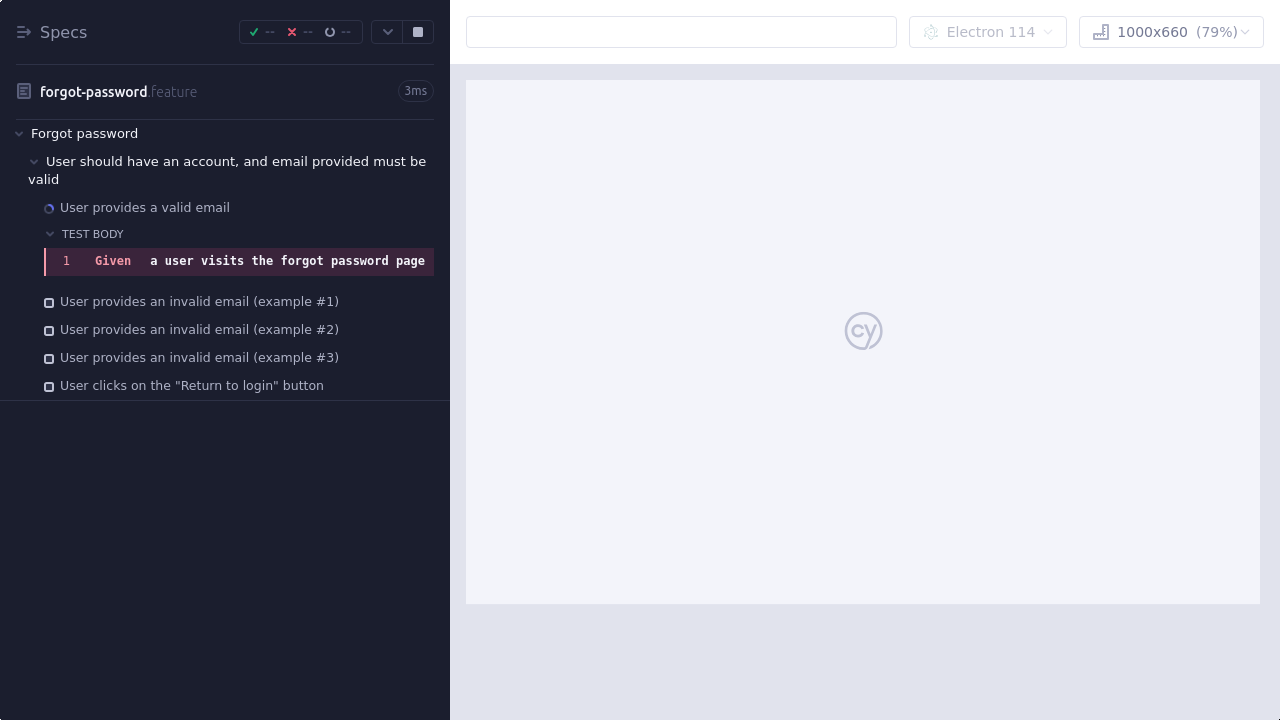 Specs
--
--
--
Electron 114
1000x660 (79%)
forgot-password.feature
3ms
Forgot password
User should have an account, and email provided must be
valid
User provides a valid email
TEST BODY
1 Given a user visits the forgot password page
User provides an invalid email (example #1)
User provides an invalid email (example #2)
User provides an invalid email (example #3)
User clicks on the "Return to login" button
cy